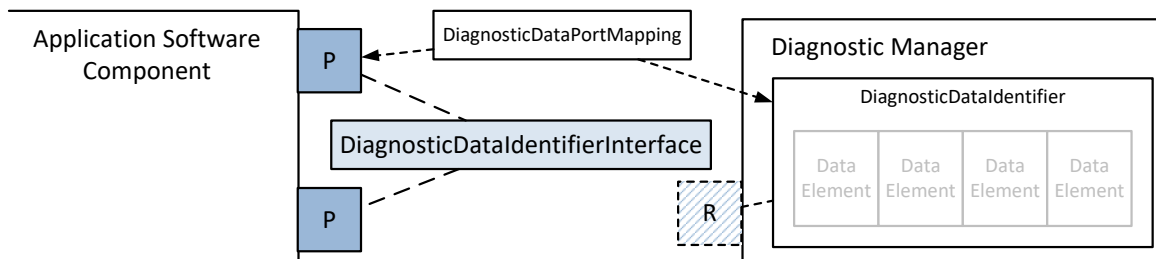 Application Software
Component
P
DiagnosticDataPortMapping
Diagnostic Manager
DiagnosticDataIdentifier
DiagnosticDataIdentifierInterface
Data
Element
Data
Element
Data
Element
Data
Element
P
R